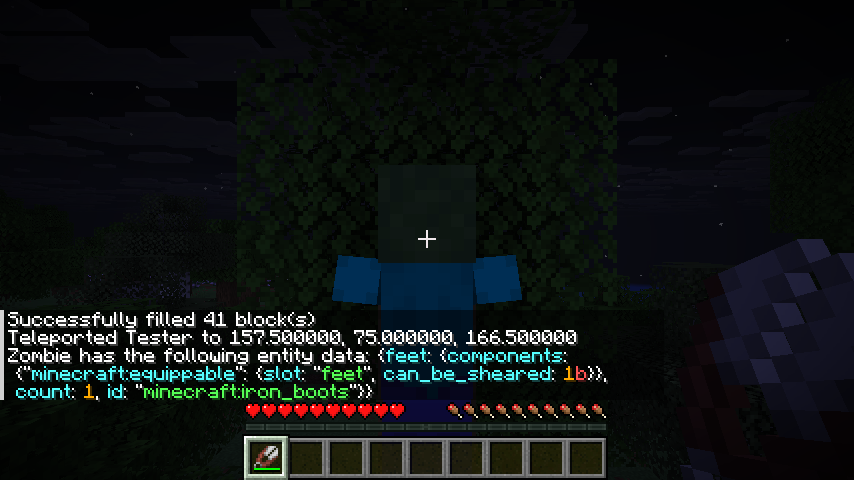 Successfully filled 41 block(s)
Teleported Tester to 157.500000, 75.000000, 166.500000
Zombie has the following entity data: {feet: {components:
{"minecraft:equippable": {slot: "feet", can_be_sheared: 1b}},
count: 1, id: "minecraft:iron_boots"}}